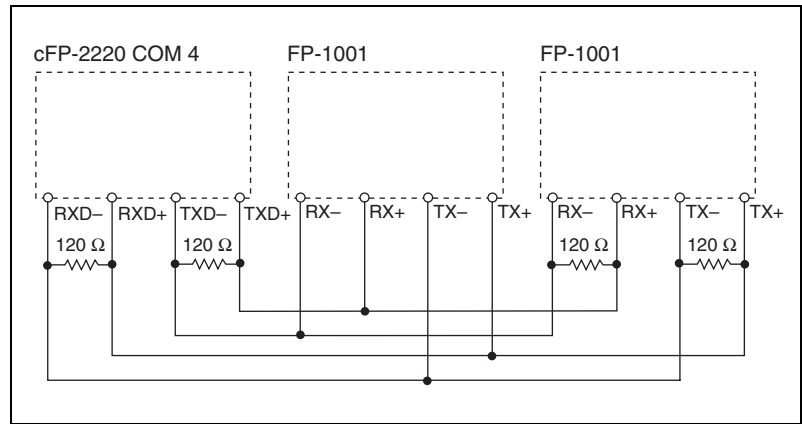 cFP-2220 COM 4 FP-1001 FP-1001
RXD– RXD+ TXD– TXD+ RX– RX+ TX– TX+ RX– RX+ TX– TX+
120 Ω 120 Ω 120 Ω 120 Ω